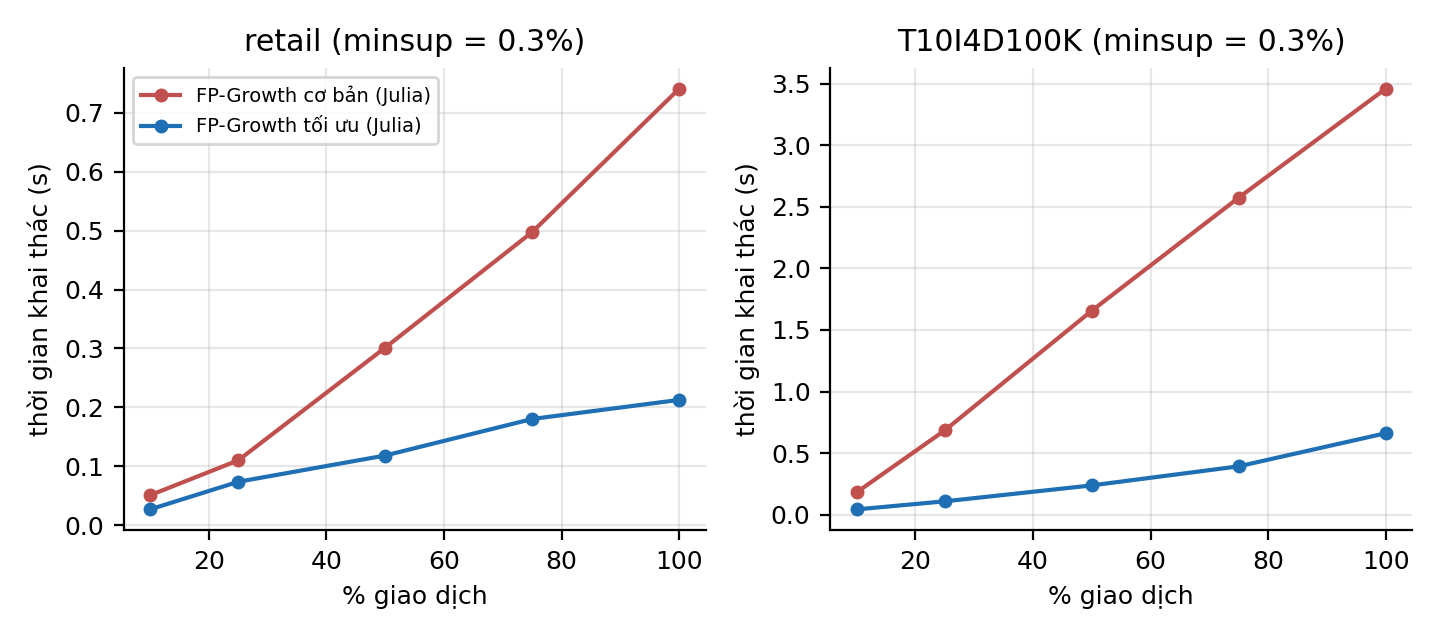 retail (minsup = 0.3%)
FP-Growth cơ bản (Julia)
FP-Growth tối ưu (Julia)
thời gian khai thác (s)
0.7
0.6
0.5
0.4
0.3
0.2
0.1
0.0
20 40 60 80 100
% giao dịch
T10I4D100K (minsup = 0.3%)
thời gian khai thác (s)
3.5
3.0
2.5
2.0
1.5
1.0
0.5
0.0
20 40 60 80 100
% giao dịch